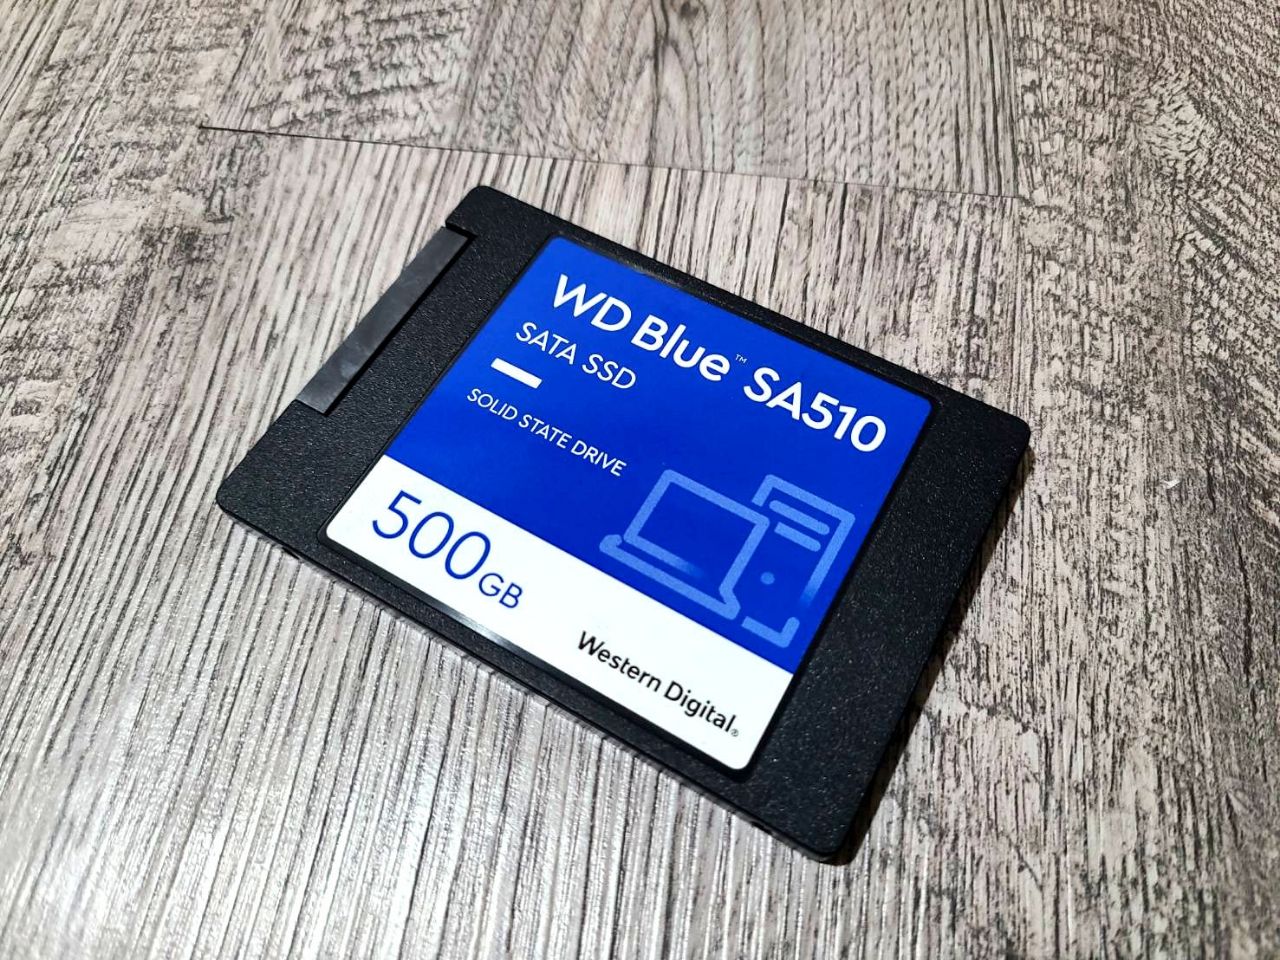 WD Blue™ SA510
SATA SSD
SOLID STATE DRIVE
500GB
Western Digital®